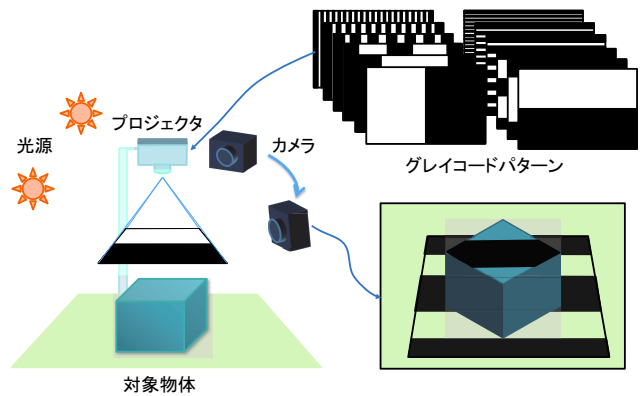 プロジェクタ
カメラ
光源
グレイコードパターン
対象物体